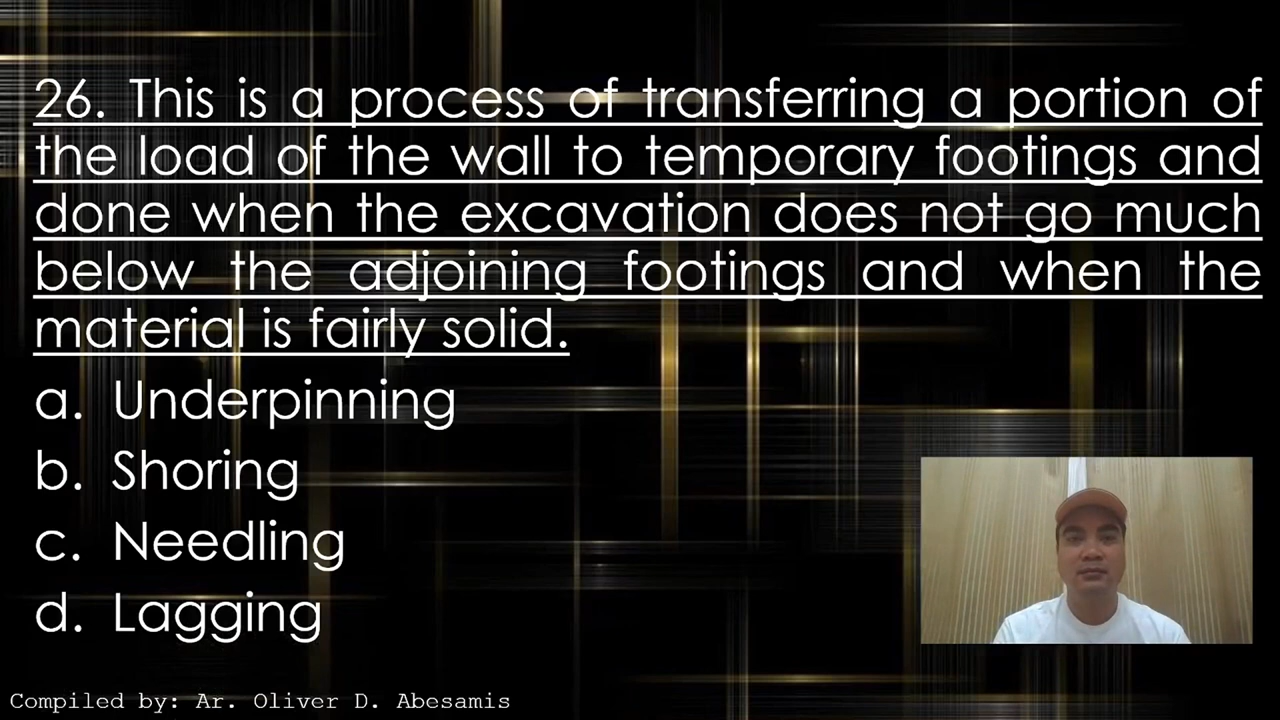 26. This is a process of transferring a portion of
the load of the wall to temporary footings and
done when the excavation does not go much
below the adjoining footings and when the
material is fairly solid.
a. Underpinning
b. Shoring
c. Needling
d. Lagging
Compiled by: Ar. Oliver D. Abesamis